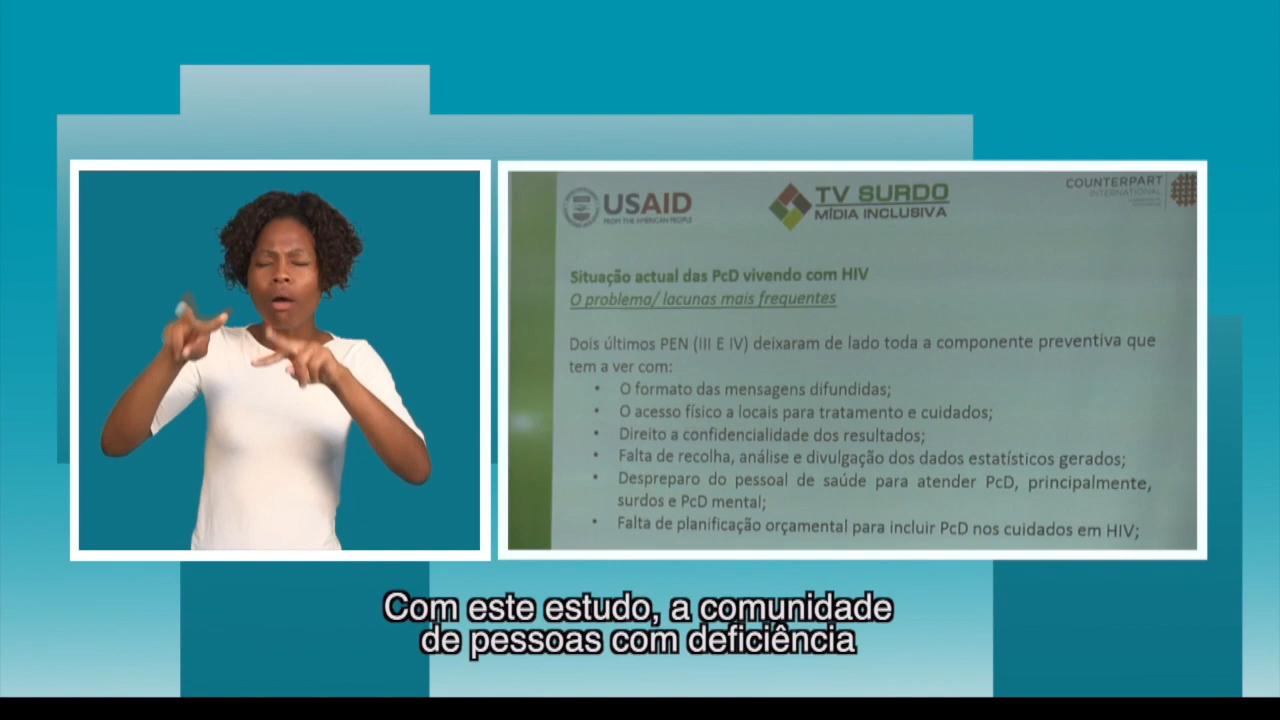 USAID
FROM THE AMERICAN PEOPLE
TV SURDO
MÍDIA INCLUSIVA
COUNTERPART
INTERNATIONAL
Situação actual das PcD vivendo com HIV
O problema/ lacunas mais frequentes
Dois últimos PEN (III E IV) deixaram de lado toda a componente preventiva que
tem a ver com:
• O formato das mensagens difundidas;
• O acesso físico a locais para tratamento e cuidados;
• Direito a confidencialidade dos resultados;
• Falta de recolha, análise e divulgação dos dados estatísticos gerados;
• Despreparo do pessoal de saúde para atender PcD, principalmente,
surdos e PcD mental;
• Falta de planificação orçamental para incluir PcD nos cuidados em HIV;
Com este estudo, a comunidade
de pessoas com deficiência